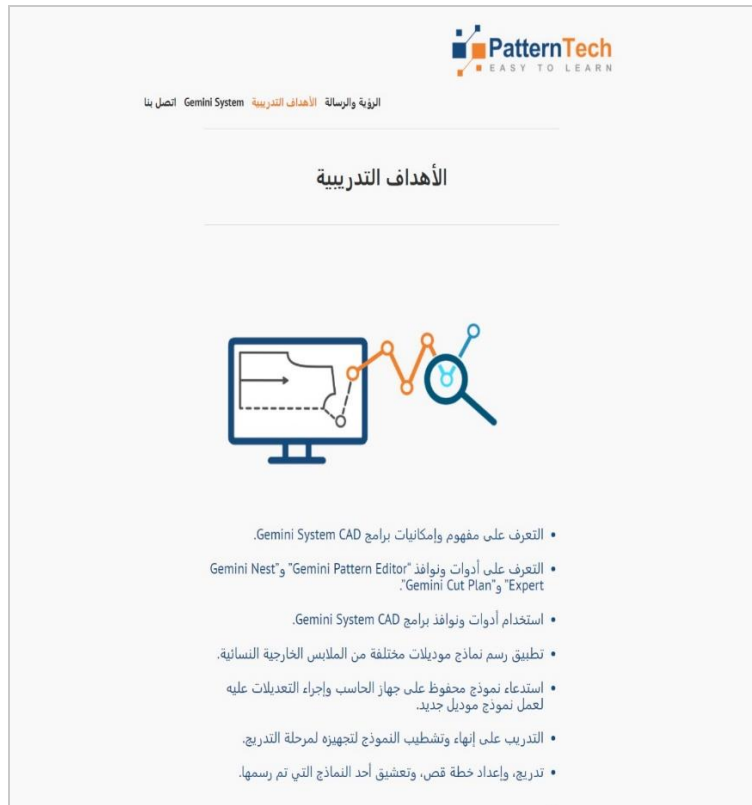 PatternTech
EASY TO LEARN
الرؤية والرسالة الأهداف التدريبية Gemini System اتصل بنا
الأهداف التدريبية
• التعرف على مفهوم وإمكانيات برامج Gemini System CAD.
• التعرف على أدوات ونوافذ "Gemini Pattern Editor" و"Gemini Nest
Expert" و"Gemini Cut Plan".
• استخدام أدوات ونوافذ برامج Gemini System CAD.
• تطبيق رسم نماذج موديلات مختلفة من الملابس الخارجية النسائية.
• استدعاء نموذج محفوظ على جهاز الحاسب وإجراء التعديلات عليه
لعمل نموذج موديل جديد.
• التدريب على إنهاء وتشطيب النموذج لتجهيزه لمرحلة التدريج.
• تدريج، وإعداد خطة قص، وتعشيق أحد النماذج التي تم رسمها.